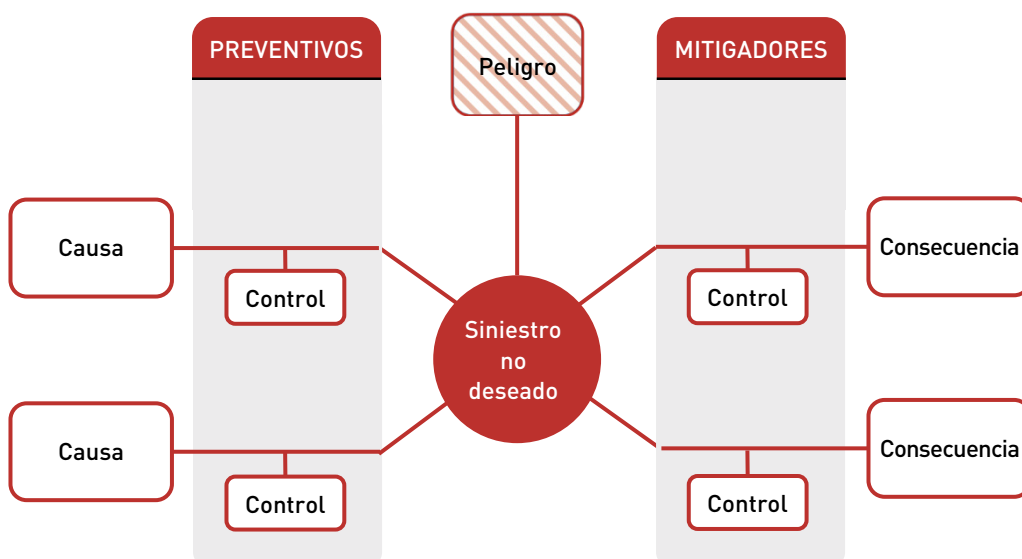 PREVENTIVOS
Peligro
MITIGADORES
Causa
Control
Siniestro
no
deseado
Control
Consecuencia
Causa
Control
Control
Consecuencia